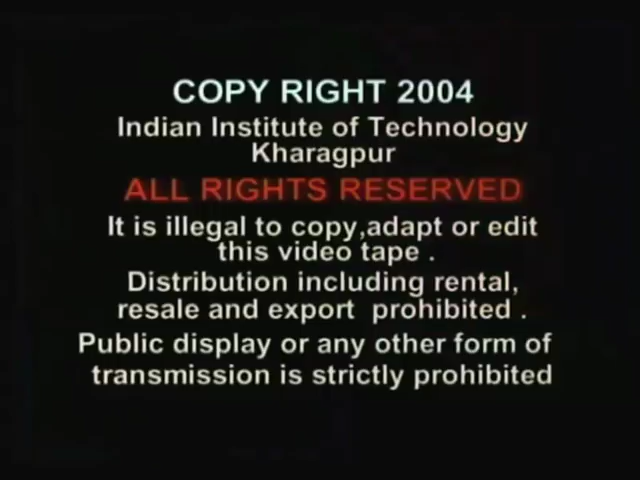 COPY RIGHT 2004
Indian Institute of Technology
Kharagpur
ALL RIGHTS RESERVED
It is illegal to copy,adapt or edit
this video tape .
Distribution including rental,
resale and export  prohibited .
Public display or any other form of
transmission is strictly prohibited